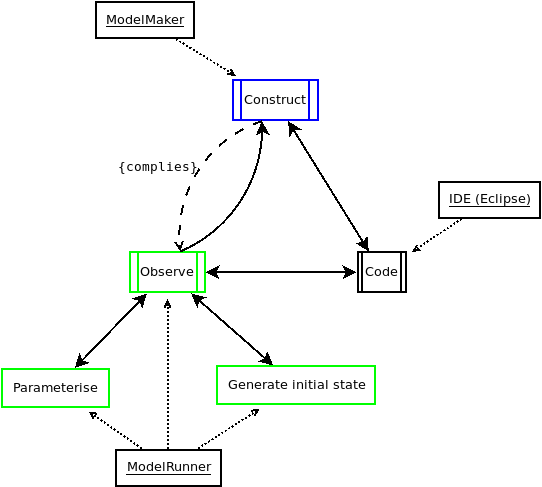 ModelMaker
Construct
{complies}
IDE (Eclipse)
Observe
Code
Parameterise
Generate initial state
ModelRunner